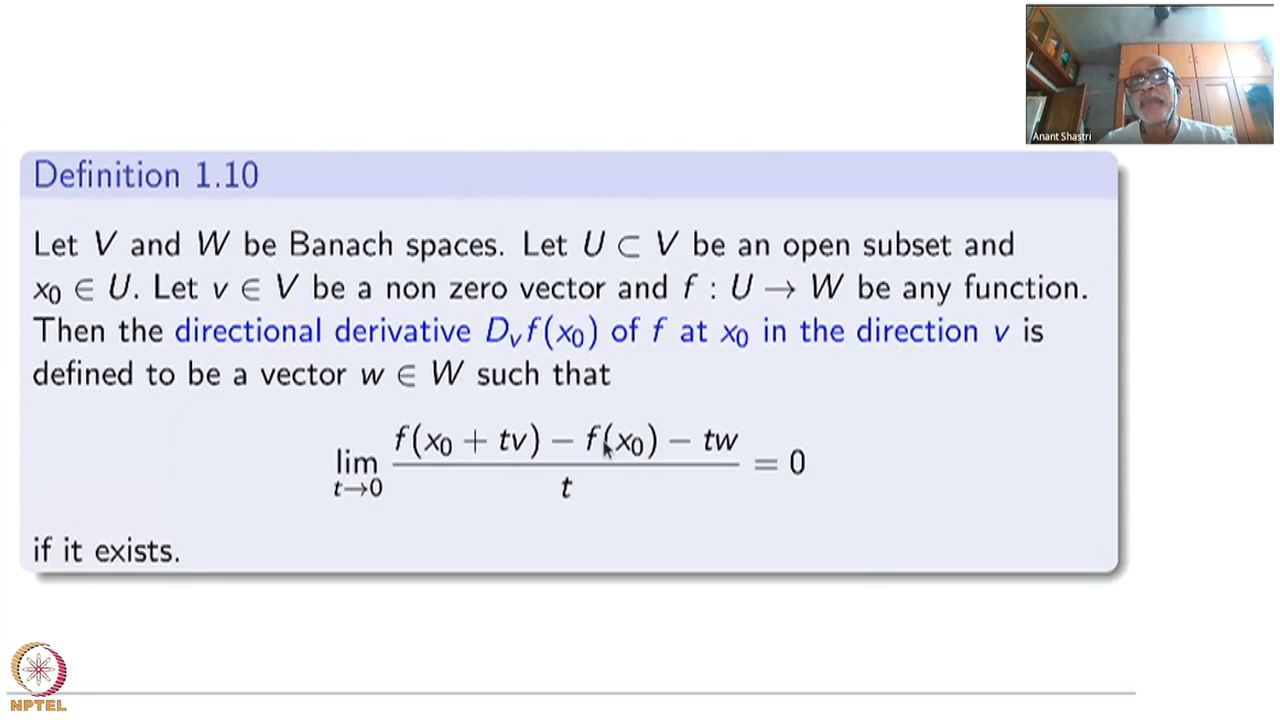 Anant Shastri
Definition 1.10
Let V and W be Banach spaces. Let U ⊂ V be an open subset and
x₀ ∈ U. Let v ∈ V be a non zero vector and f : U → W be any function.
Then the directional derivative Dᵥf(x₀) of f at x₀ in the direction v is
defined to be a vector w ∈ W such that
lim t→0 f(x₀ + tv) − f(x₀) − tw / t = 0
if it exists.
NPTEL